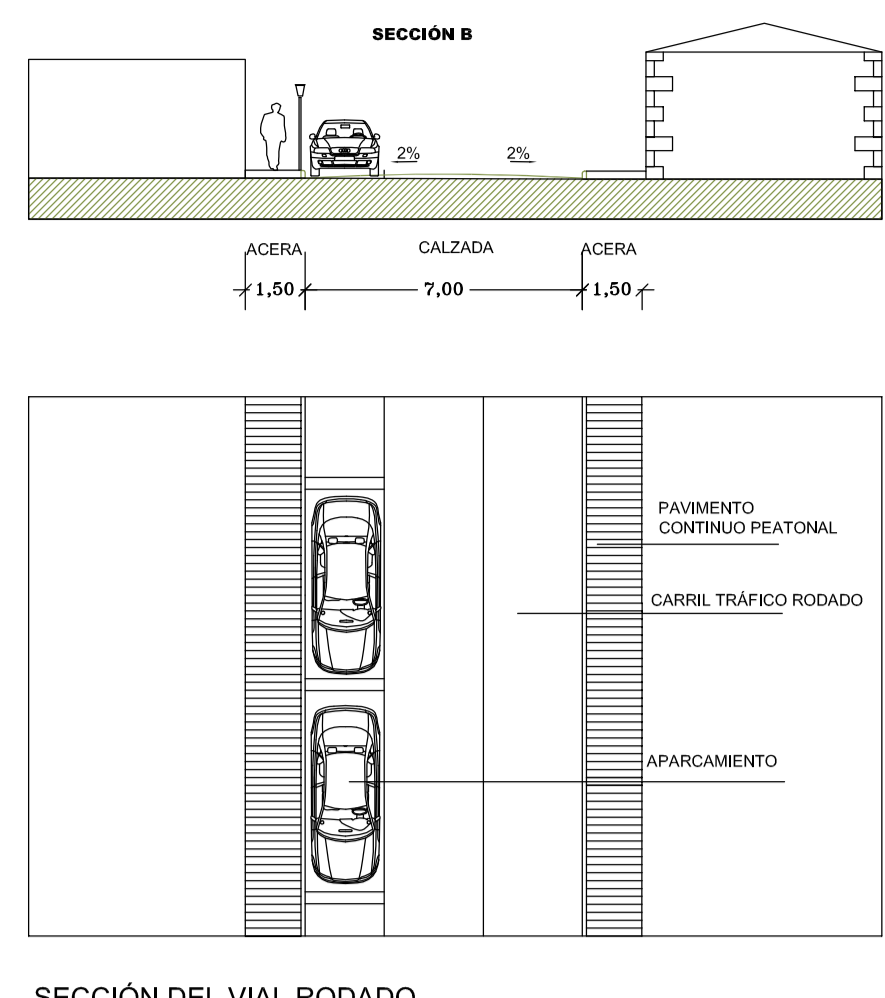 SECCIÓN B
2% 2%
ACERA CALZADA ACERA
1,50 7,00 1,50
PAVIMENTO
CONTINUO PEATONAL
CARRIL TRÁFICO RODADO
APARCAMIENTO
SECCIÓN DEL VIAL RODADO